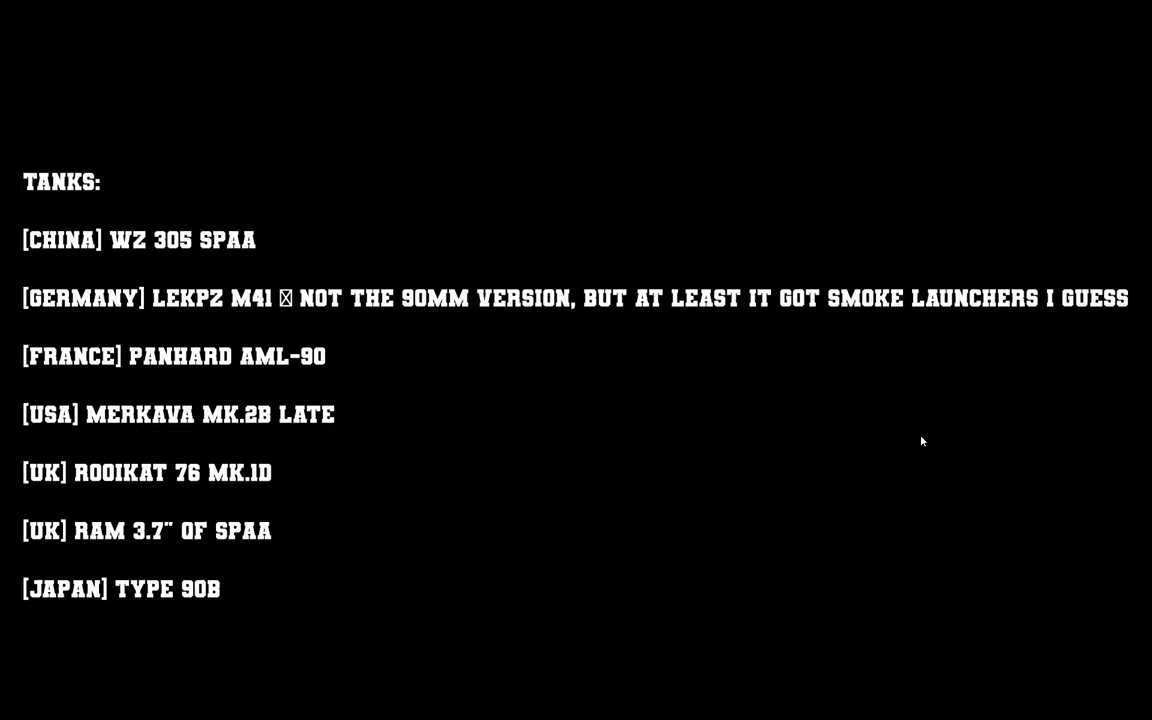 TANKS:
[CHINA] WZ 305 SPAA
[GERMANY] LEKPZ M41 ☒ NOT THE 90MM VERSION, BUT AT LEAST IT GOT SMOKE LAUNCHERS I GUESS
[FRANCE] PANHARD AML-90
[USA] MERKAVA MK.2B LATE
[UK] ROOIKAT 76 MK.1D
[UK] RAM 3.7" QF SPAA
[JAPAN] TYPE 90B